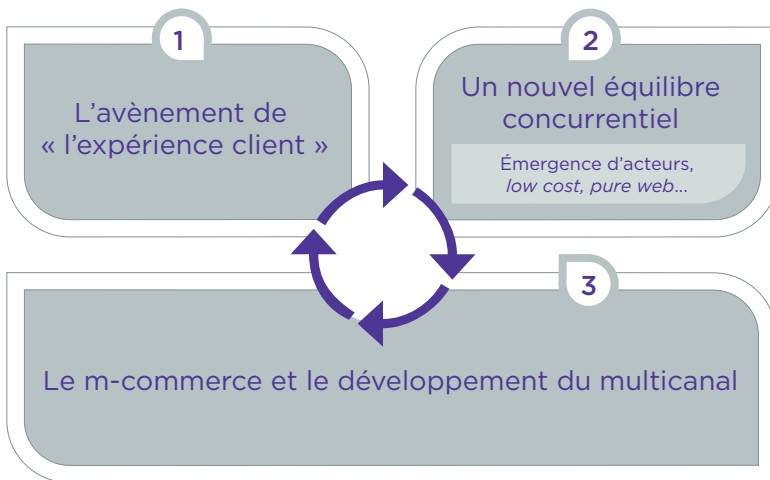 1
L’avènement de
« l’expérience client »
2
Un nouvel équilibre
concurrentiel
Émergence d’acteurs,
low cost, pure web...
3
Le m-commerce et le développement du multicanal